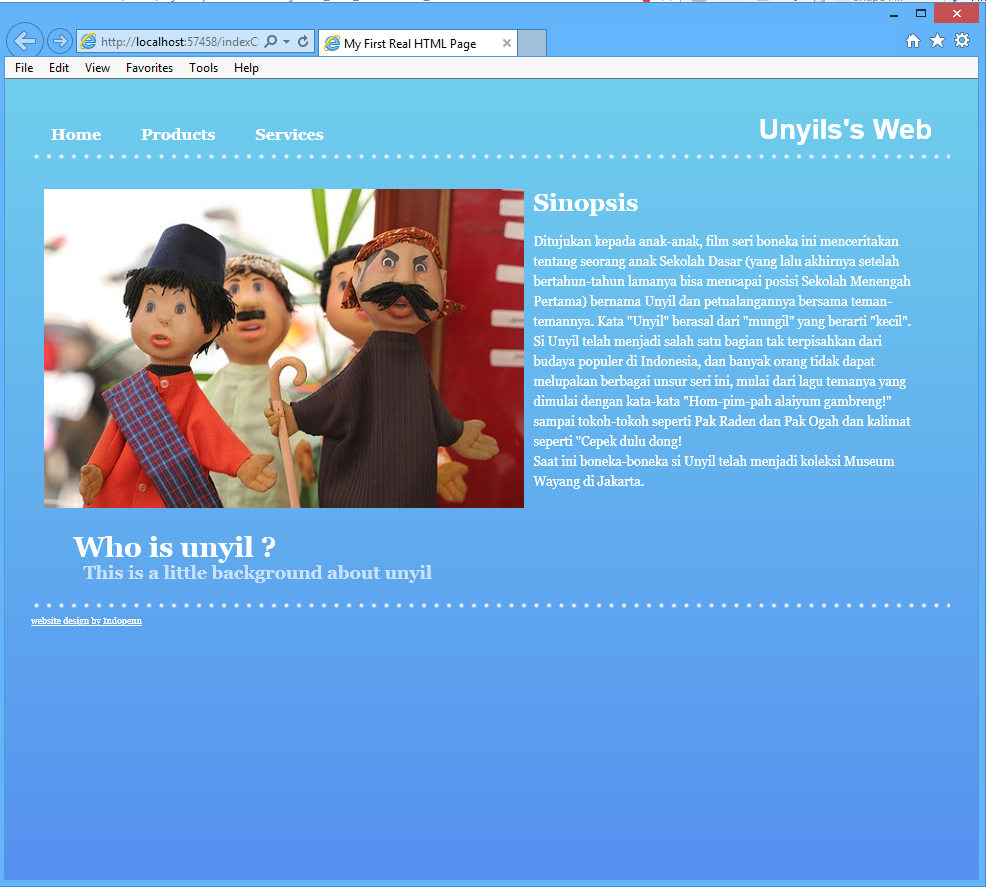 http://localhost:57458/indexC
My First Real HTML Page
File Edit View Favorites Tools Help
Home Products Services
Unyils's Web
Sinopsis
Ditujukan kepada anak-anak, film seri boneka ini menceritakan
tentang seorang anak Sekolah Dasar (yang lalu akhirnya setelah
bertahun-tahun lamanya bisa mencapai posisi Sekolah Menengah
Pertama) bernama Unyil dan petualangannya bersama teman-
temannya. Kata "Unyil" berasal dari "mungil" yang berarti "kecil".
Si Unyil telah menjadi salah satu bagian tak terpisahkan dari
budaya populer di Indonesia, dan banyak orang tidak dapat
melupakan berbagai unsur seri ini, mulai dari lagu temanya yang
dimulai dengan kata-kata "Hom-pim-pah alaiyum gambreng!"
sampai tokoh-tokoh seperti Pak Raden dan Pak Ogah dan kalimat
seperti "Cepek dulu dong!
Saat ini boneka-boneka si Unyil telah menjadi koleksi Museum
Wayang di Jakarta.
Who is unyil ?
This is a little background about unyil
website design by Indopenn